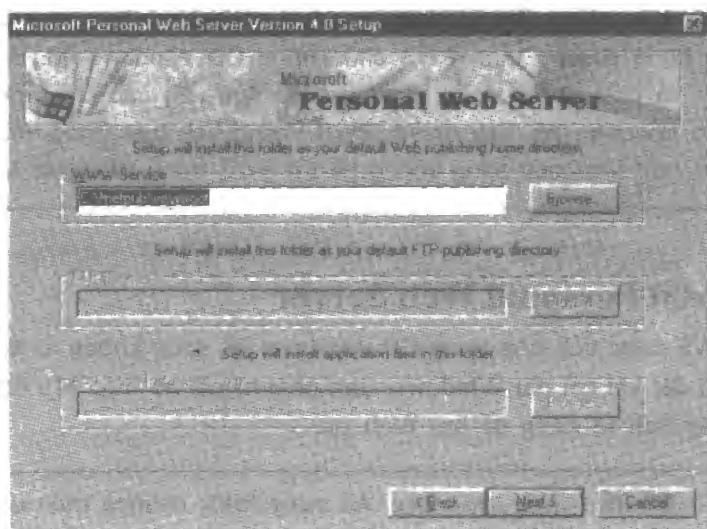 Microsoft Personal Web Server Version 4.0 Setup
Microsoft
Personal Web Server
Setup will install this folder as your default Web publishing home directory.
WWW Service
Browse...
Setup will install this folder as your default FTP publishing directory.
Setup will install application files in this folder.
< Back
Next >
Cancel